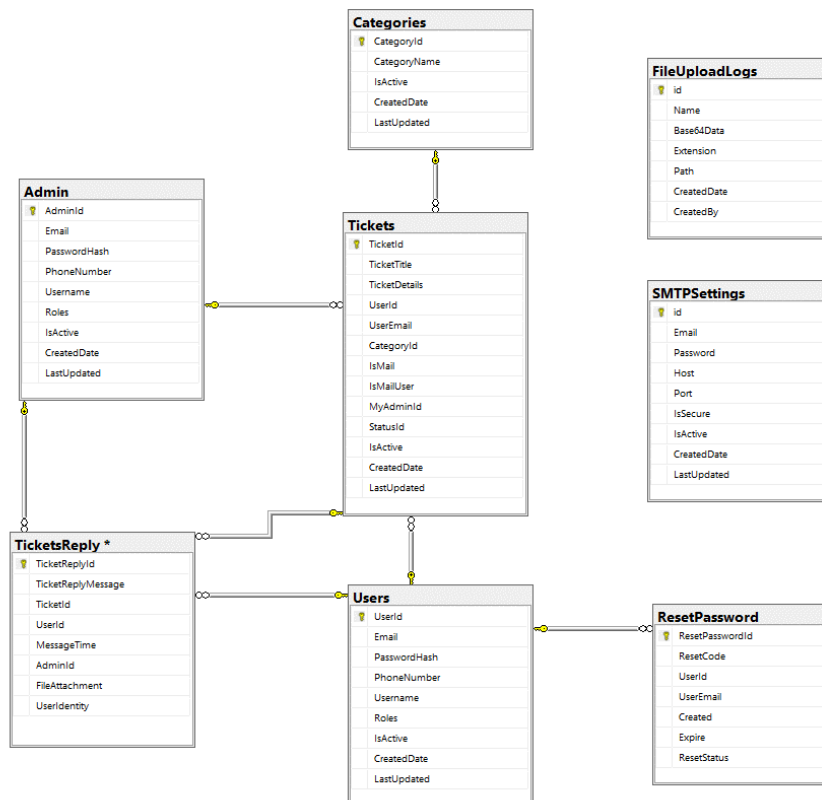 Categories
CategoryId
CategoryName
IsActive
CreatedDate
LastUpdated
FileUploadLogs
id
Name
Base64Data
Extension
Path
CreatedDate
CreatedBy
Admin
AdminId
Email
PasswordHash
PhoneNumber
Username
Roles
IsActive
CreatedDate
LastUpdated
Tickets
TicketId
TicketTitle
TicketDetails
UserId
UserEmail
CategoryId
IsMail
IsMailUser
MyAdminId
StatusId
IsActive
CreatedDate
LastUpdated
SMTPSettings
id
Email
Password
Host
Port
IsSecure
IsActive
CreatedDate
LastUpdated
TicketsReply *
TicketReplyId
TicketReplyMessage
TicketId
UserId
MessageTime
AdminId
FileAttachment
UserIdentity
Users
UserId
Email
PasswordHash
PhoneNumber
Username
Roles
IsActive
CreatedDate
LastUpdated
ResetPassword
ResetPasswordId
ResetCode
UserId
UserEmail
Created
Expire
ResetStatus